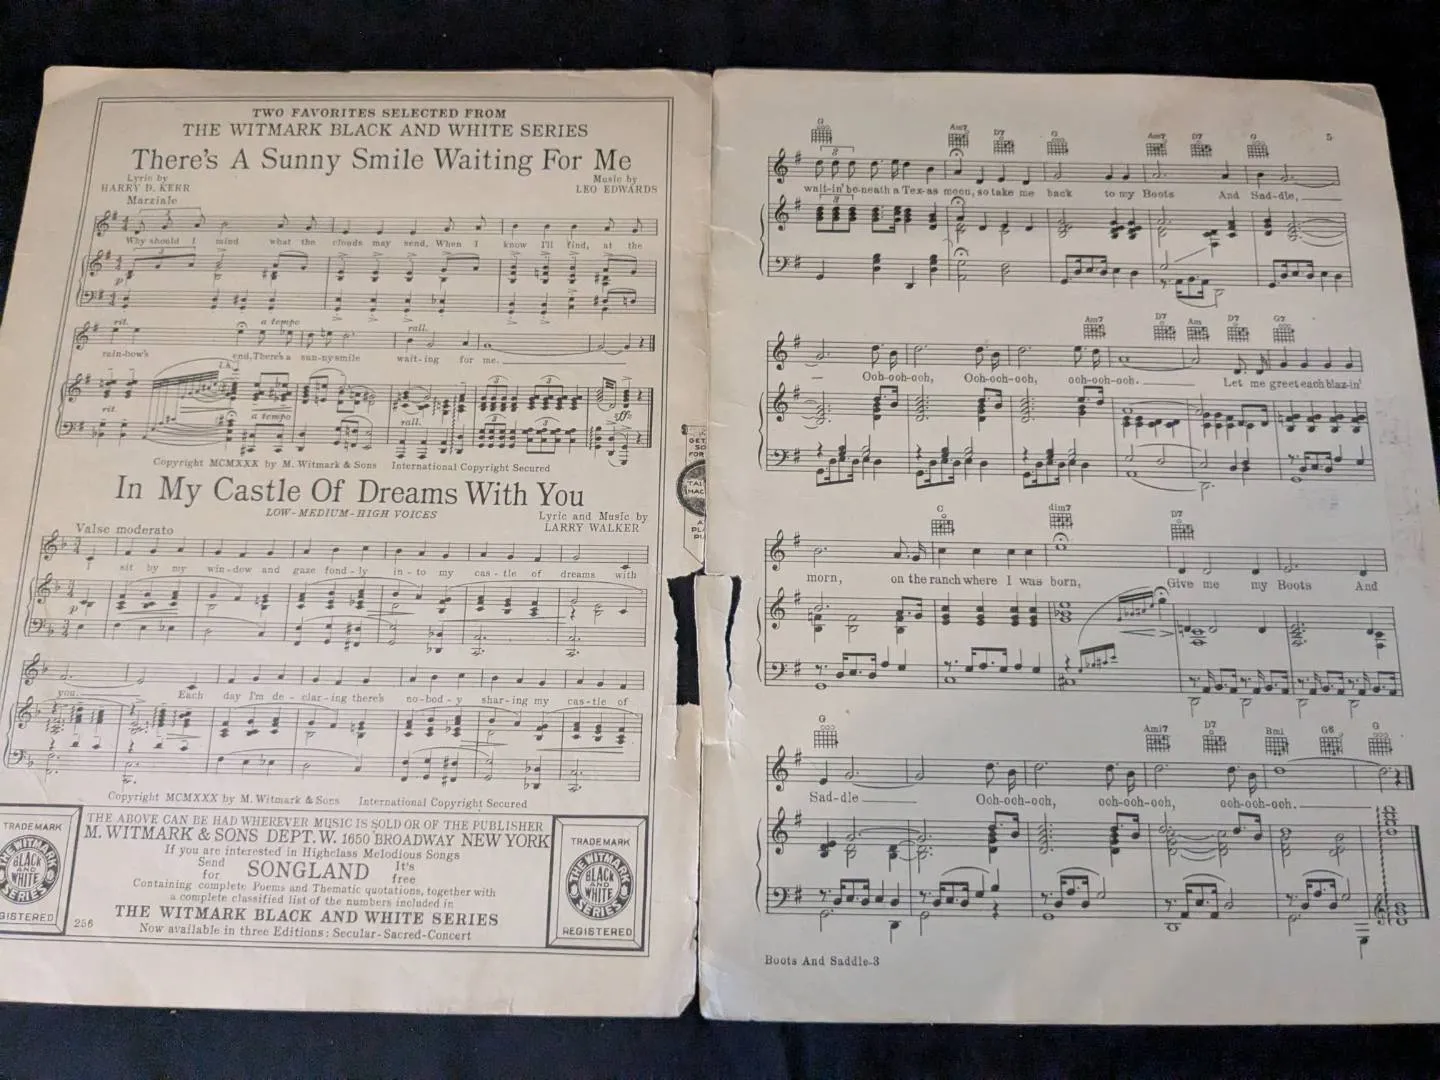 TWO FAVORITES SELECTED FROM
THE WITMARK BLACK AND WHITE SERIES
There's A Sunny Smile Waiting For Me
Lyric by
HARRY D. KERR
Music by
LEO EDWARDS
Marziale
Why should I mind what the clouds may send, When I know I'll find, at the
p
rit. a tempo rall.
rain-bow's end, There's a sun-ny smile wait-ing for me.
l.h.
rit. a tempo rall. sffz
Copyright MCMXXX by M. Witmark & Sons International Copyright Secured
In My Castle Of Dreams With You
LOW-MEDIUM-HIGH VOICES
Lyric and Music by
LARRY WALKER
Valse moderato
sit by my win-dow and gaze fond-ly in-to my cas-tle of dreams with
p
you. Each day I'm de-clar-ing there's no-bod-y shar-ing my cas-tle of
Copyright MCMXXX by M. Witmark & Sons International Copyright Secured
THE ABOVE CAN BE HAD WHEREVER MUSIC IS SOLD OR OF THE PUBLISHER
M. WITMARK & SONS DEPT. W. 1650 BROADWAY NEW YORK
If you are interested in Highclass Melodious Songs
Send for SONGLAND It's free
Containing complete Poems and Thematic quotations, together with
a complete classified list of the numbers included in
THE WITMARK BLACK AND WHITE SERIES
Now available in three Editions: Secular-Sacred-Concert
256
TRADE MARK
THE WITMARK
BLACK
AND
WHITE
SERIES
GISTERED
TRADE MARK
THE WITMARK
BLACK
AND
WHITE
SERIES
REGISTERED
5
G Am7 D7 G Am7 D7 G
wait-in' be-neath a Tex-as moon, so take me back to my Boots And Sad-dle,
Am7 D7 Am D7 G7
Ooh-ooh-ooh, Ooh-ooh-ooh, ooh-ooh-ooh. Let me greet each blaz-in'
C dim7 D7
morn, on the ranch where I was born, Give me my Boots And
G Am7 D7 Bmi G6 G
Sad-dle Ooh-ooh-ooh, ooh-ooh-ooh, ooh-ooh-ooh.
Boots And Saddle-3